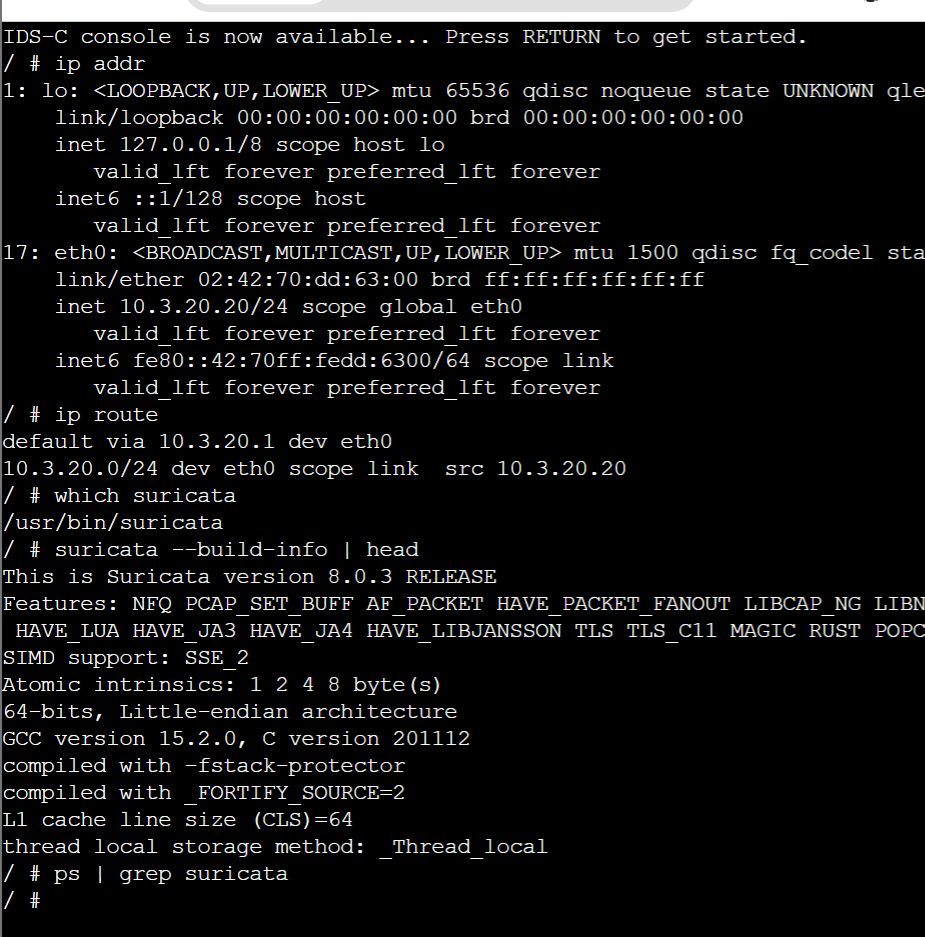 IDS-C console is now available... Press RETURN to get started.
/ # ip addr
1: lo: <LOOPBACK,UP,LOWER_UP> mtu 65536 qdisc noqueue state UNKNOWN qle
    link/loopback 00:00:00:00:00:00 brd 00:00:00:00:00:00
    inet 127.0.0.1/8 scope host lo
       valid_lft forever preferred_lft forever
    inet6 ::1/128 scope host
       valid_lft forever preferred_lft forever
17: eth0: <BROADCAST,MULTICAST,UP,LOWER_UP> mtu 1500 qdisc fq_codel sta
    link/ether 02:42:70:dd:63:00 brd ff:ff:ff:ff:ff:ff
    inet 10.3.20.20/24 scope global eth0
       valid_lft forever preferred_lft forever
    inet6 fe80::42:70ff:fedd:6300/64 scope link
       valid_lft forever preferred_lft forever
/ # ip route
default via 10.3.20.1 dev eth0
10.3.20.0/24 dev eth0 scope link  src 10.3.20.20
/ # which suricata
/usr/bin/suricata
/ # suricata --build-info | head
This is Suricata version 8.0.3 RELEASE
Features: NFQ PCAP_SET_BUFF AF_PACKET HAVE_PACKET_FANOUT LIBCAP_NG LIBN
 HAVE_LUA HAVE_JA3 HAVE_JA4 HAVE_LIBJANSSON TLS TLS_C11 MAGIC RUST POPC
SIMD support: SSE_2
Atomic intrinsics: 1 2 4 8 byte(s)
64-bits, Little-endian architecture
GCC version 15.2.0, C version 201112
compiled with -fstack-protector
compiled with _FORTIFY_SOURCE=2
L1 cache line size (CLS)=64
thread local storage method: _Thread_local
/ # ps | grep suricata
/ #